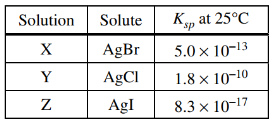 Solution Solute Ksp at 25°C
X AgBr 5.0 × 10⁻¹³
Y AgCl 1.8 × 10⁻¹⁰
Z AgI 8.3 × 10⁻¹⁷